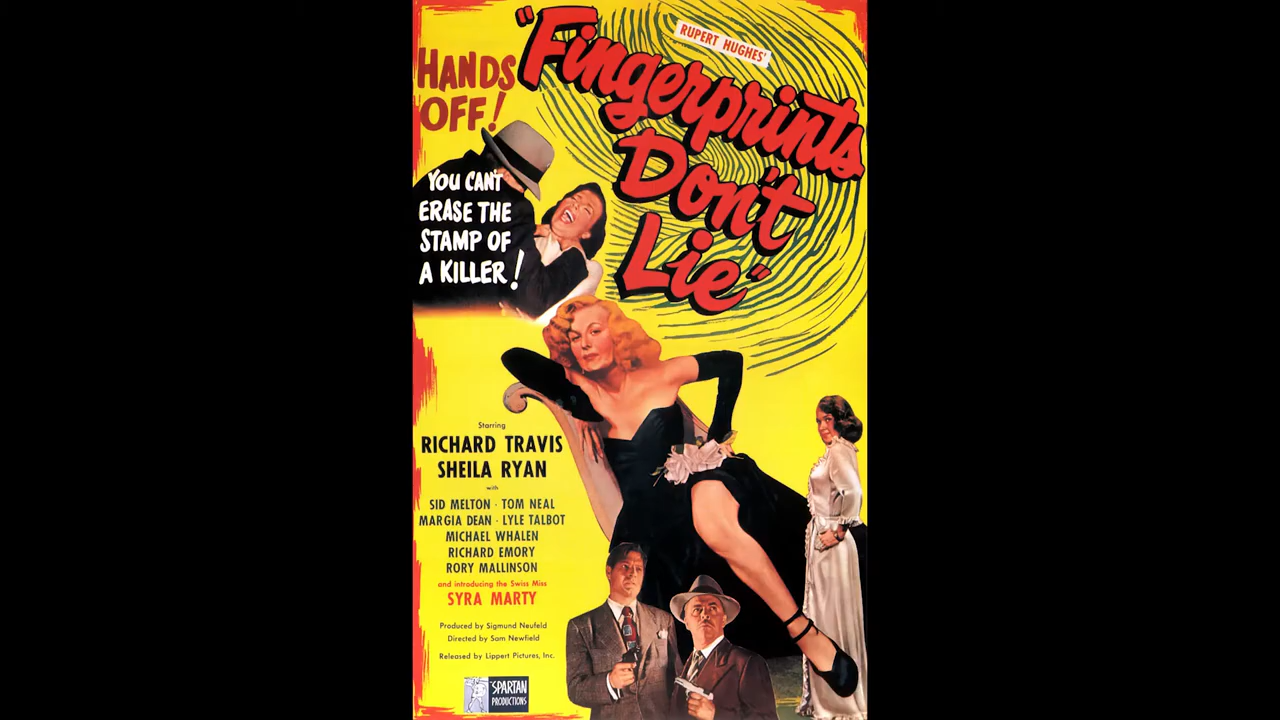 RUPERT HUGHES'
"Fingerprints
Don't
Lie"
HANDS
OFF!
YOU CAN'T
ERASE THE
STAMP OF
A KILLER!
Starring
RICHARD TRAVIS
SHEILA RYAN
with
SID MELTON · TOM NEAL
MARGIA DEAN · LYLE TALBOT
MICHAEL WHALEN
RICHARD EMORY
RORY MALLINSON
and introducing the Swiss Miss
SYRA MARTY
Produced by Sigmund Neufeld
Directed by Sam Newfield
Released by Lippert Pictures, Inc.
SPARTAN
PRODUCTIONS